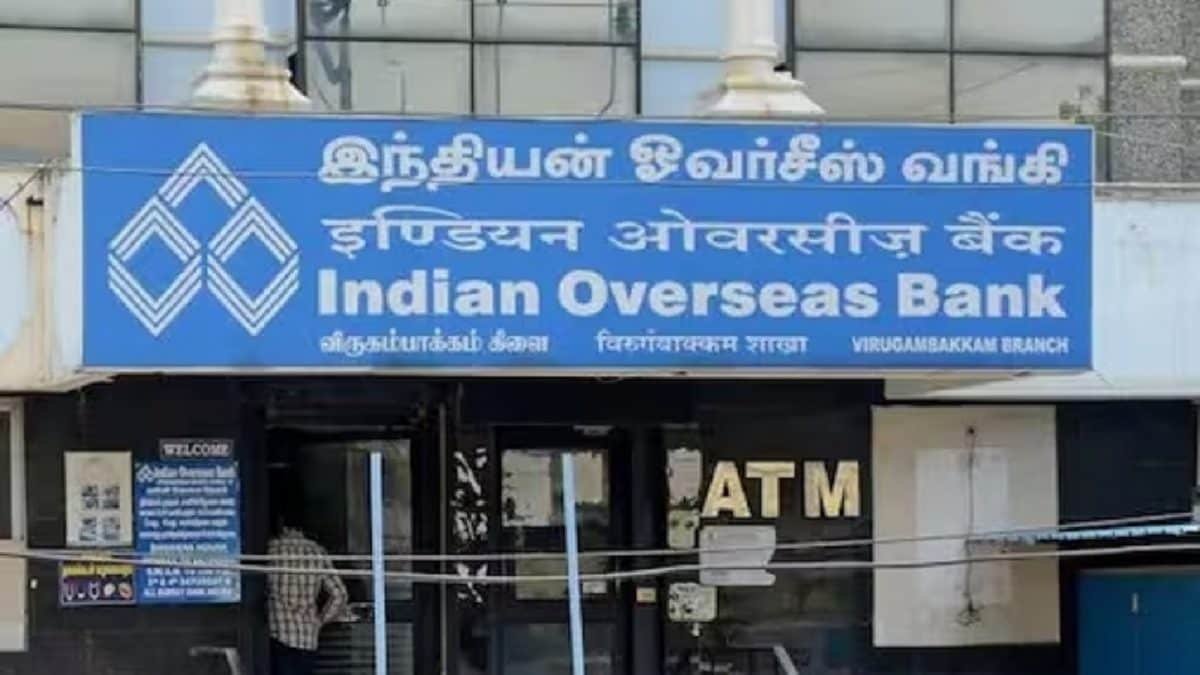 இந்தியன் ஓவர்சீஸ் வங்கி
इण्डियन ओवरसीज़ बैंक
Indian Overseas Bank
விருகம்பாக்கம் கிளை विरुगंवाक्कम शाखा VIRUGAMBAKKAM BRANCH
WELCOME
Indian Overseas Bank
ATM